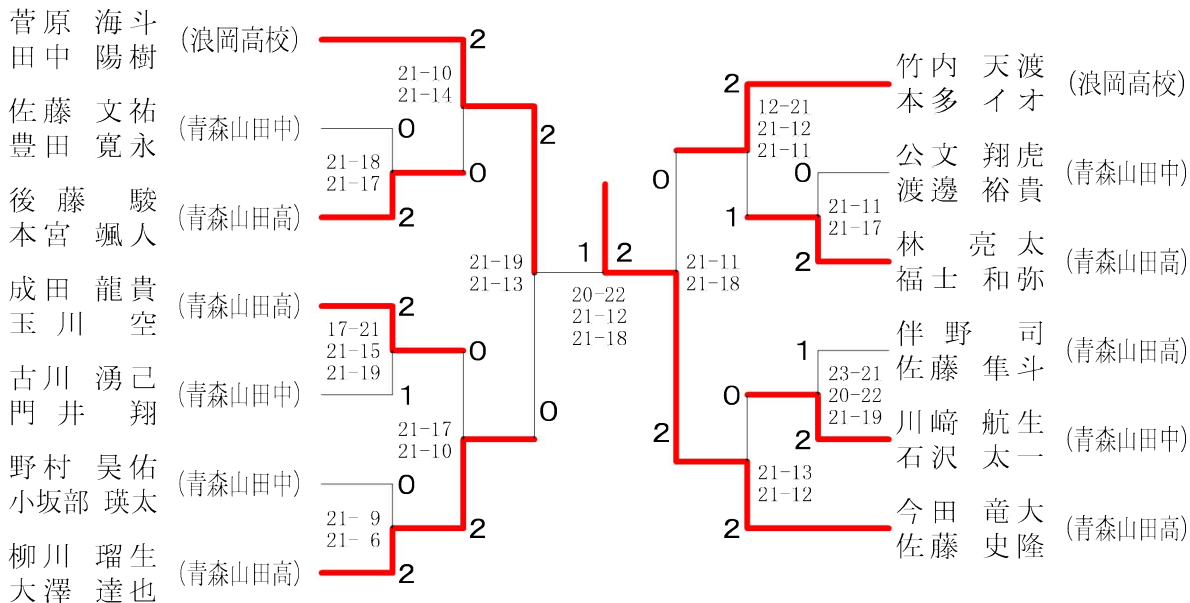 菅原 海斗
田中 陽樹
(浪岡高校)
佐藤 文祐
豊田 寛永
(青森山田中)
後藤 駿
本宮 颯人
(青森山田高)
成田 龍貴
玉川 空
(青森山田高)
古川 湧己
門井 翔
(青森山田中)
野村 昊佑
小坂部 瑛太
(青森山田中)
柳川 瑠生
大澤 達也
(青森山田高)
2
21-10
21-14
0
21-18
21-17
0
2
2
21-19
21-13
2
17-21
21-15
21-19
0
1
21-17
21-10
0
0
21- 9
21- 6
2
2
1
2
20-22
21-12
21-18
2
12-21
21-12
21-11
0
0
1
21-11
21-17
2
21-11
21-18
1
23-21
20-22
21-19
0
2
2
21-13
21-12
2
竹内 天渡
本多 イオ
(浪岡高校)
公文 翔虎
渡邊 裕貴
(青森山田中)
林 亮太
福士 和弥
(青森山田高)
伴野 司
佐藤 隼斗
(青森山田高)
川﨑 航生
石沢 太一
(青森山田中)
今田 竜大
佐藤 史隆
(青森山田高)